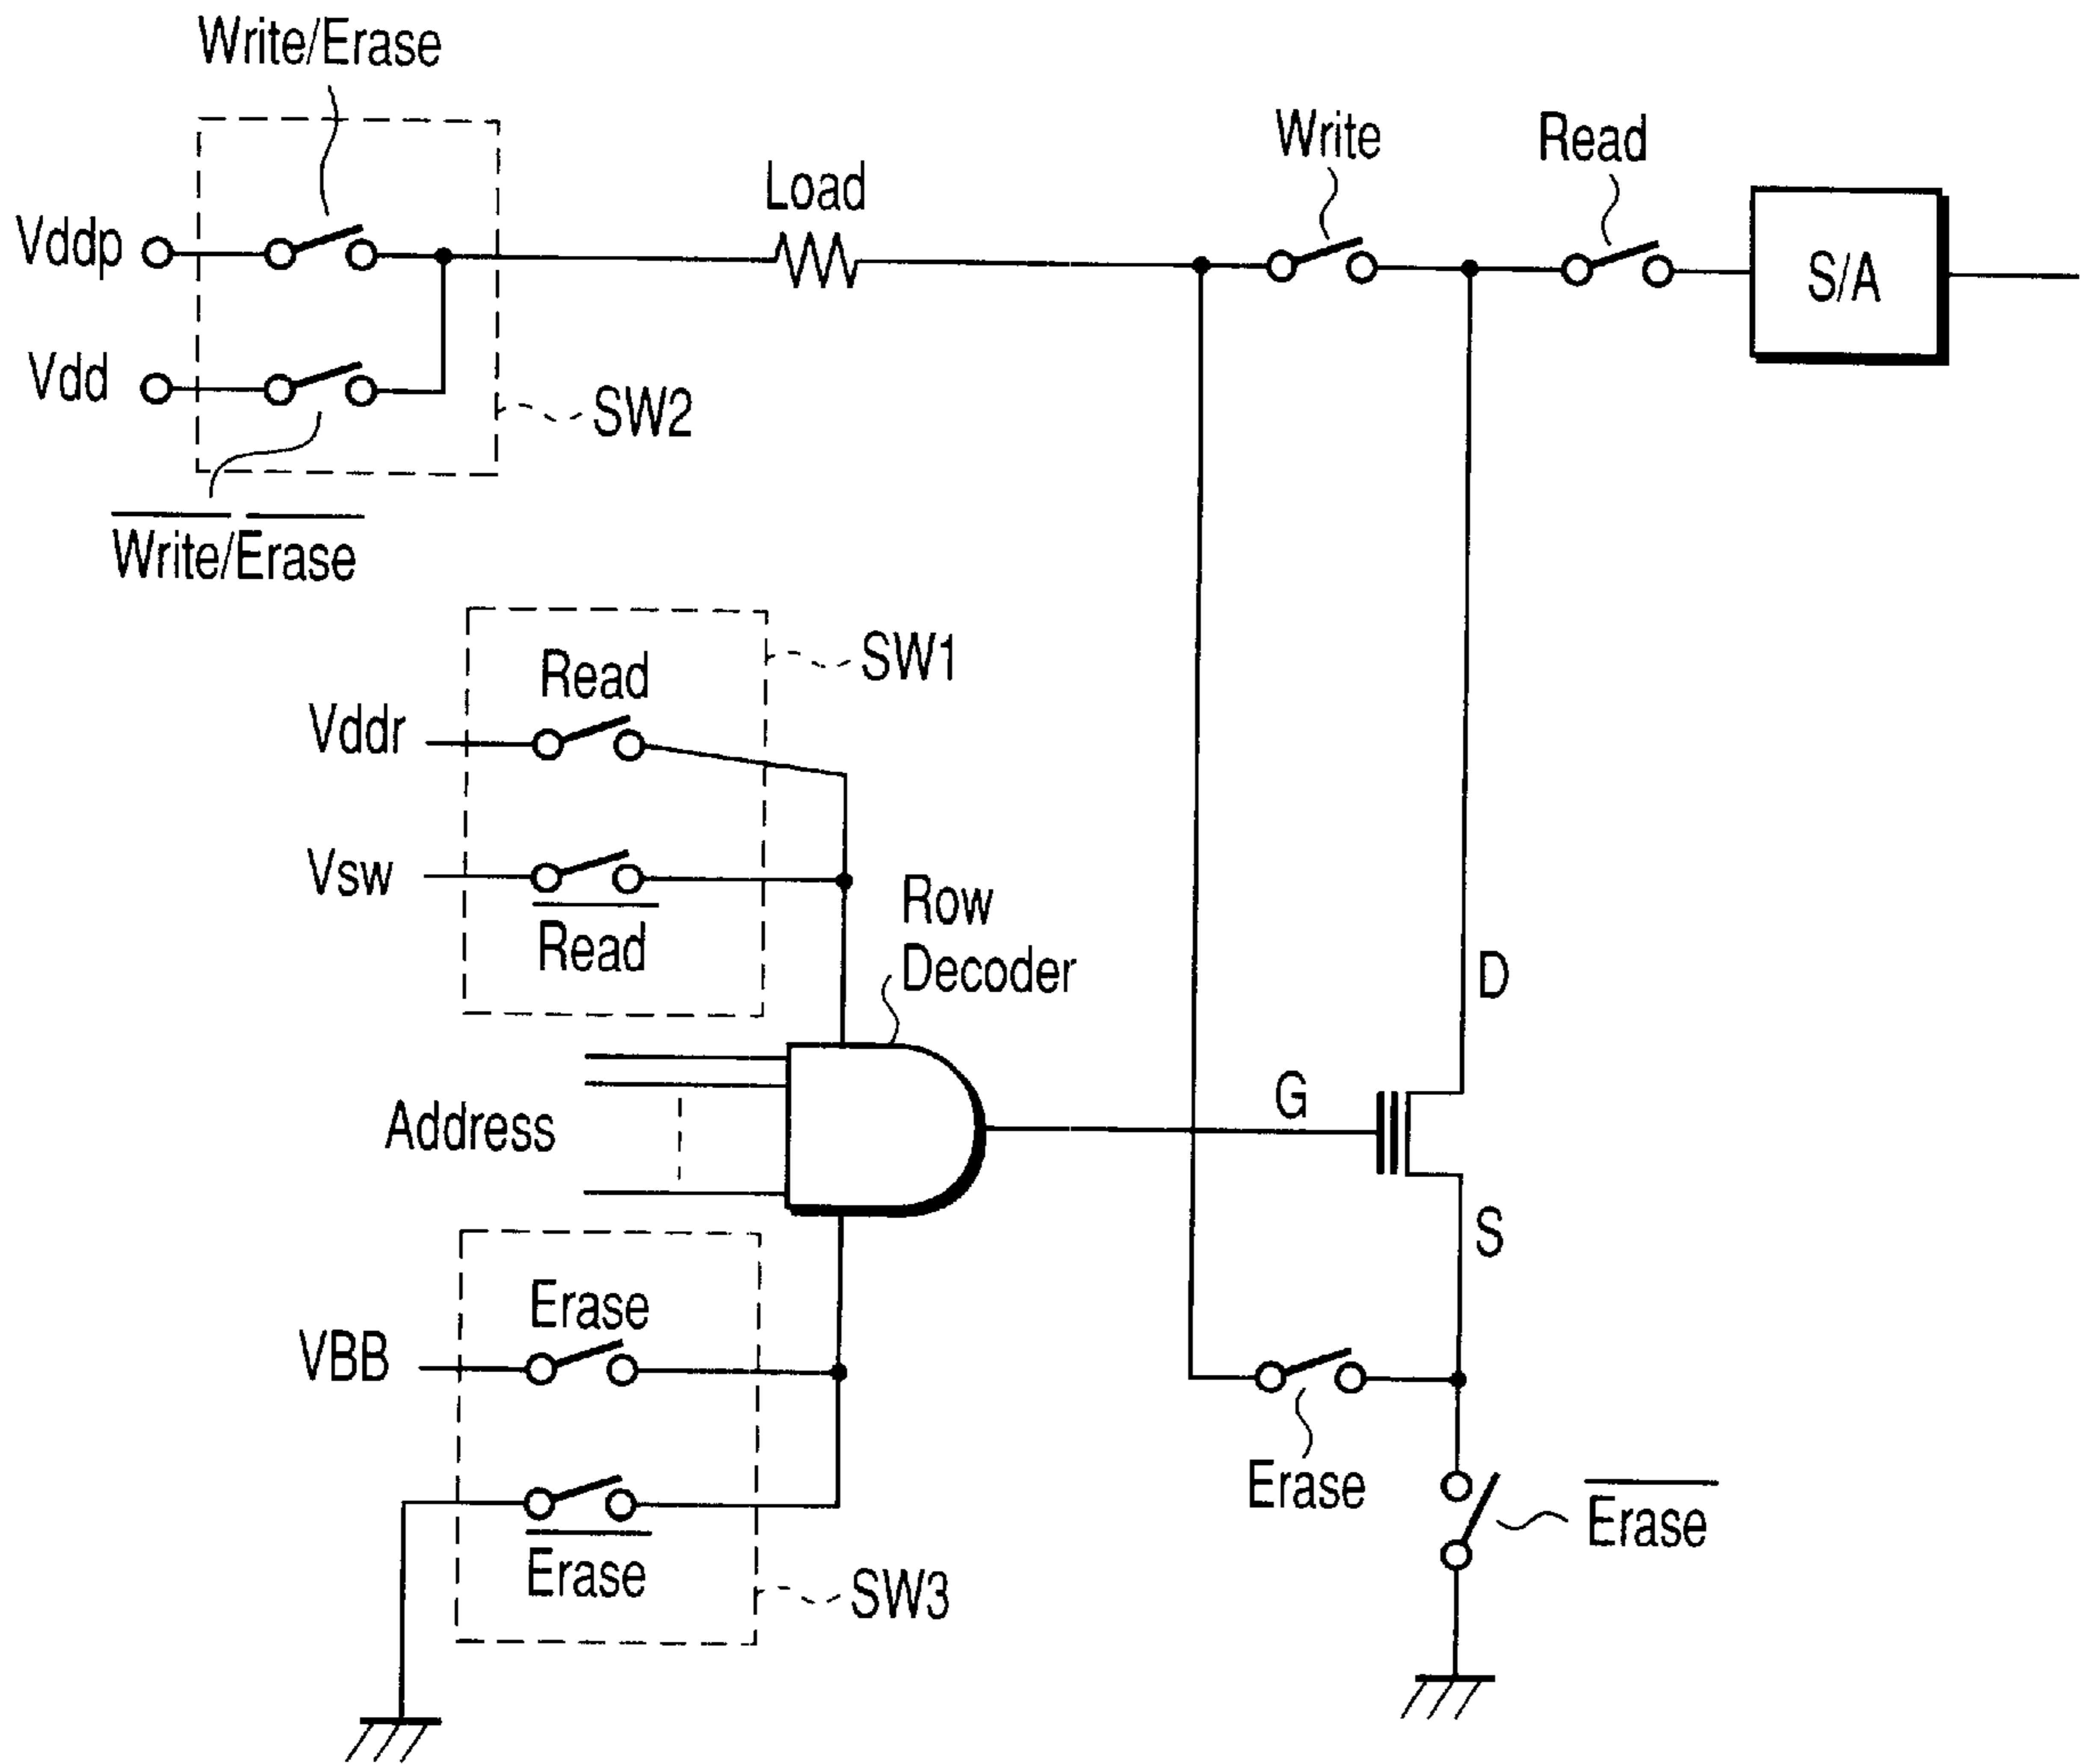 Write/Erase
Write
Read
Load
Vddp
S/A
Vdd
SW2
Write/Erase
SW1
Read
Vddr
Vsw
Row
Decoder
Read
D
G
Address
S
Erase
VBB
Erase
Erase
Erase
SW3